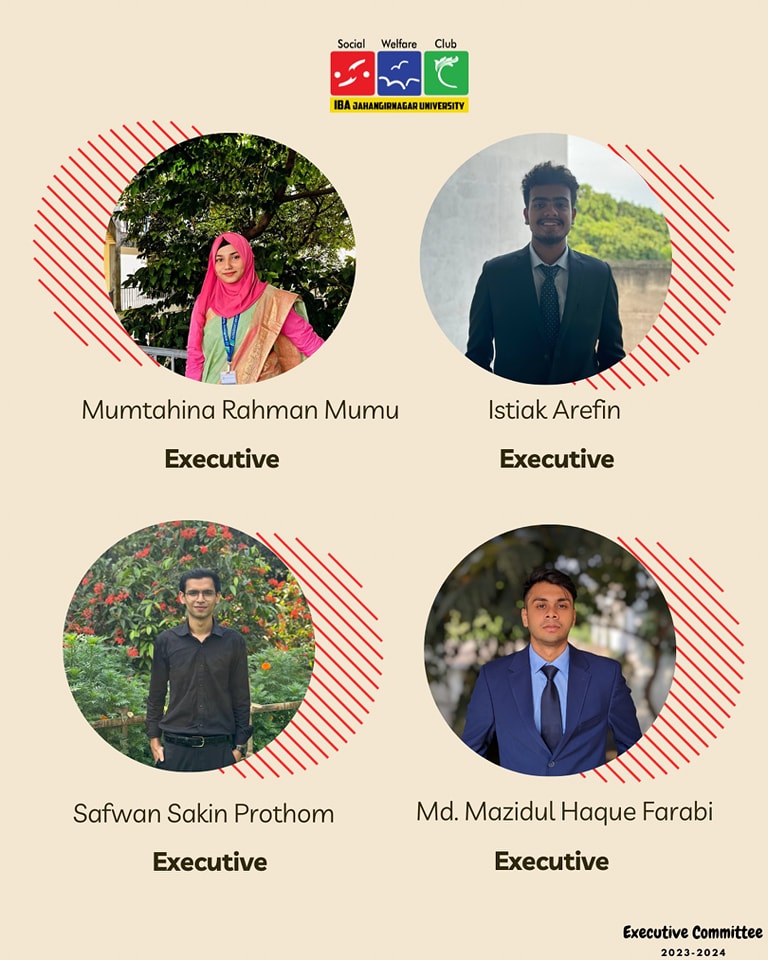 Social Welfare Club
IBA JAHANGIRNAGAR UNIVERSITY
Mumtahina Rahman Mumu
Executive
Istiak Arefin
Executive
Safwan Sakin Prothom
Executive
Md. Mazidul Haque Farabi
Executive
Executive Committee
2023-2024